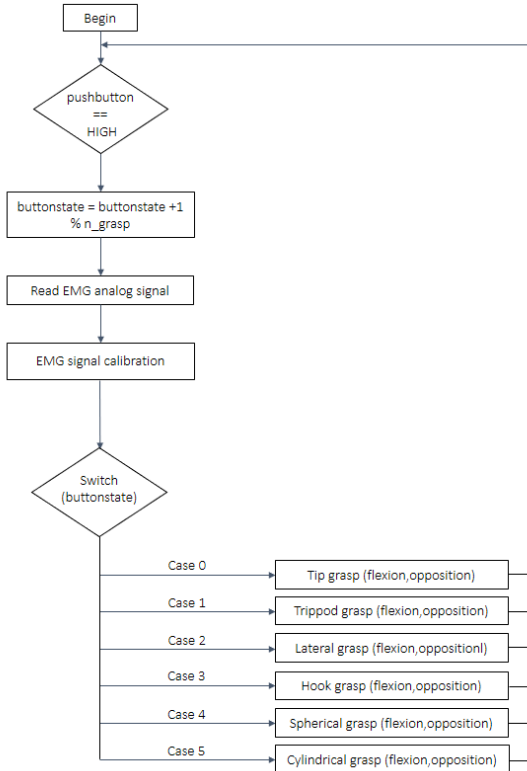 Begin
pushbutton
==
HIGH
buttonstate = buttonstate +1
% n_grasp
Read EMG analog signal
EMG signal calibration
Switch
(buttonstate)
Case 0
Tip grasp (flexion,opposition)
Case 1
Trippod grasp (flexion,opposition)
Case 2
Lateral grasp (flexion,oppositionl)
Case 3
Hook grasp (flexion,opposition)
Case 4
Spherical grasp (flexion,opposition)
Case 5
Cylindrical grasp (flexion,opposition)